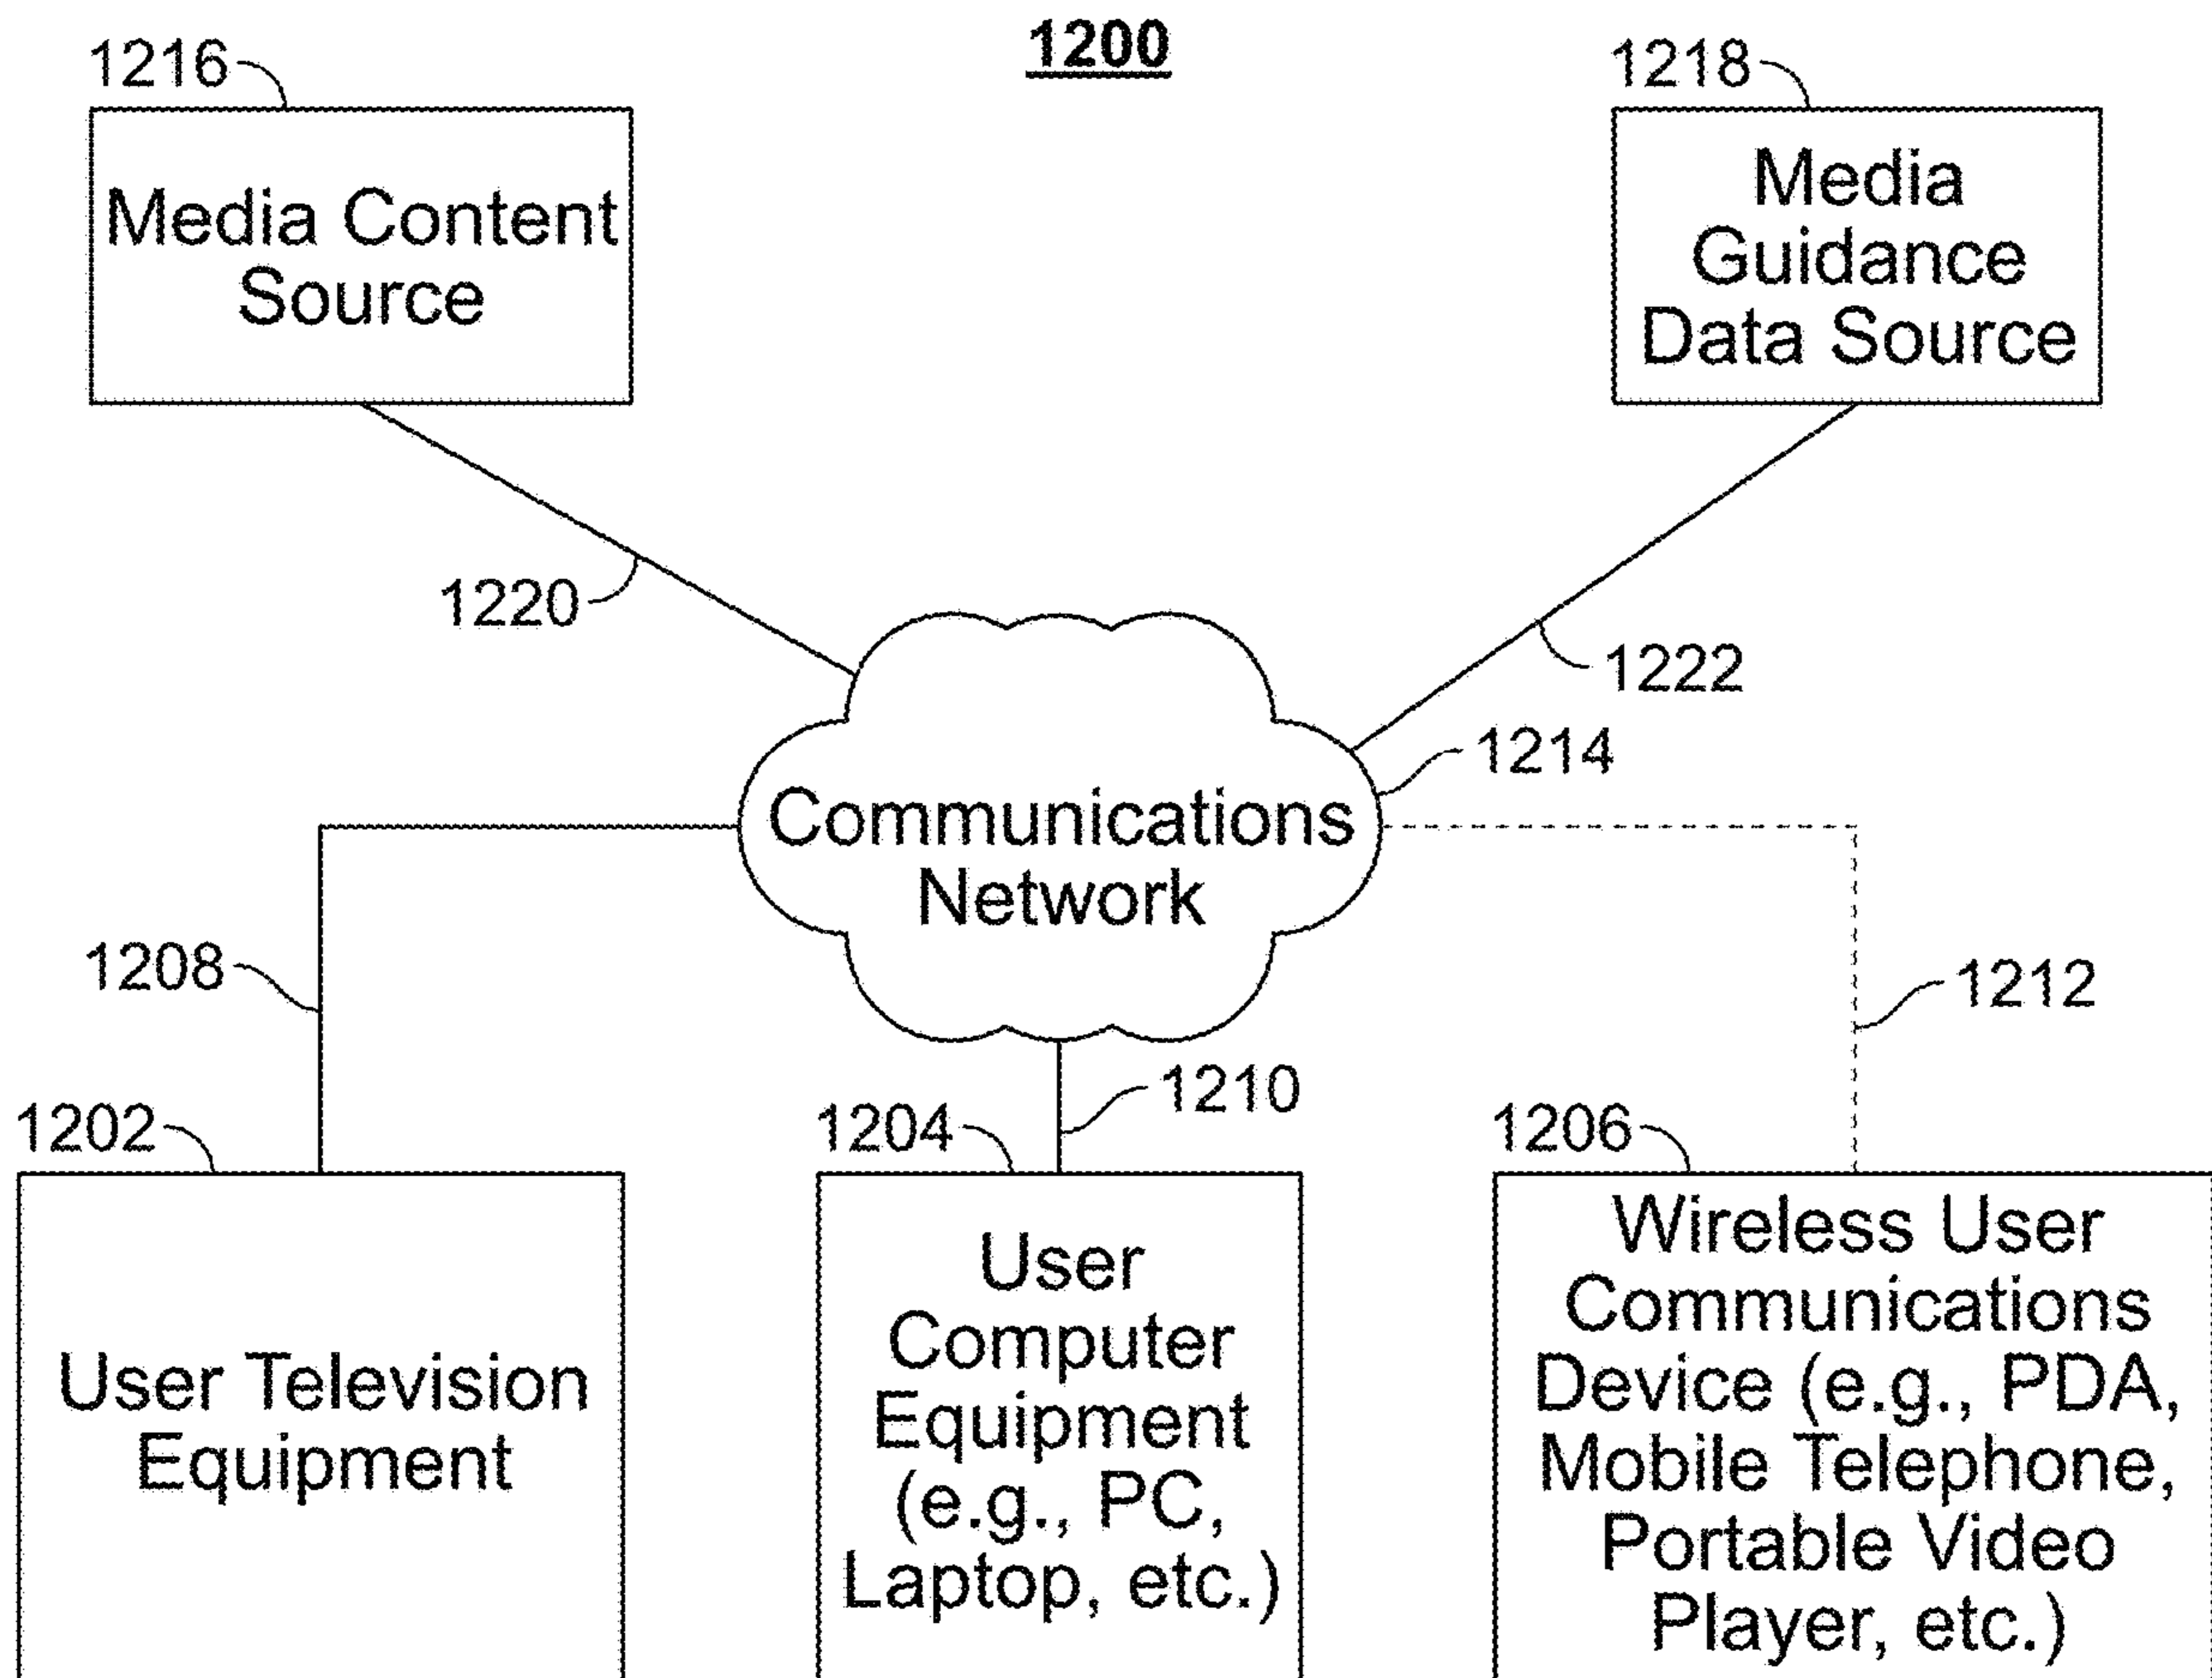 1200
1216
1218
Media Content
Source
Media
Guidance
Data Source
1220
1222
1214
Communications
Network
1208
1212
1210
1202
1204
1206
User Television
Equipment
User
Computer
Equipment
(e.g., PC,
Laptop, etc.)
Wireless User
Communications
Device (e.g., PDA,
Mobile Telephone,
Portable Video
Player, etc.)